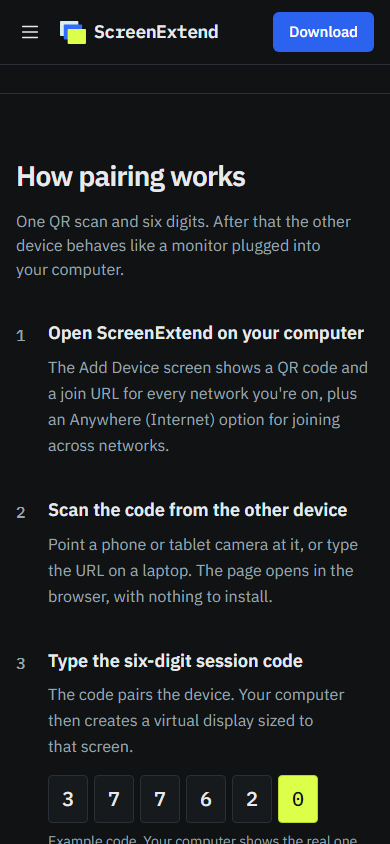 ScreenExtend
Download
How pairing works
One QR scan and six digits. After that the other
device behaves like a monitor plugged into
your computer.
1
Open ScreenExtend on your computer
The Add Device screen shows a QR code and
a join URL for every network you're on, plus
an Anywhere (Internet) option for joining
across networks.
2
Scan the code from the other device
Point a phone or tablet camera at it, or type
the URL on a laptop. The page opens in the
browser, with nothing to install.
3
Type the six-digit session code
The code pairs the device. Your computer
then creates a virtual display sized to
that screen.
3 7 7 6 2 0
Example code. Your computer shows the real one